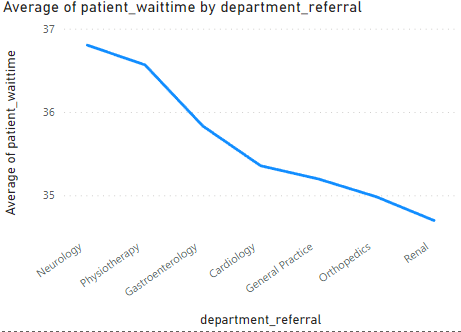 Average of patient_waittime by department_referral
37
36
35
Average of patient_waittime
Neurology
Physiotherapy
Gastroenterology
Cardiology
General Practice
Orthopedics
Renal
department_referral